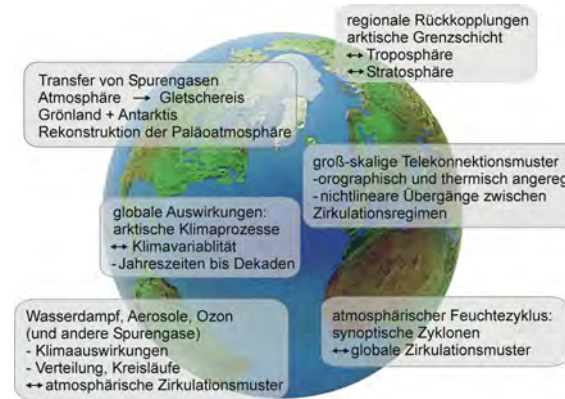 regionale Rückkopplungen
arktische Grenzschicht
↔ Troposphäre
↔ Stratosphäre
Transfer von Spurengasen
Atmosphäre → Gletschereis
Grönland + Antarktis
Rekonstruktion der Paläoatmosphäre
groß-skalige Telekonnektionsmuster
-orographisch und thermisch angereg
-nichtlineare Übergänge zwischen
Zirkulationsregimen
globale Auswirkungen:
arktische Klimaprozesse
↔ Klimavariablität
-Jahreszeiten bis Dekaden
Wasserdampf, Aerosole, Ozon
(und andere Spurengase)
- Klimaauswirkungen
- Verteilung, Kreisläufe
↔atmosphärische Zirkulationsmuster
atmosphärischer Feuchtezyklus:
synoptische Zyklonen
↔globale Zirkulationsmuster